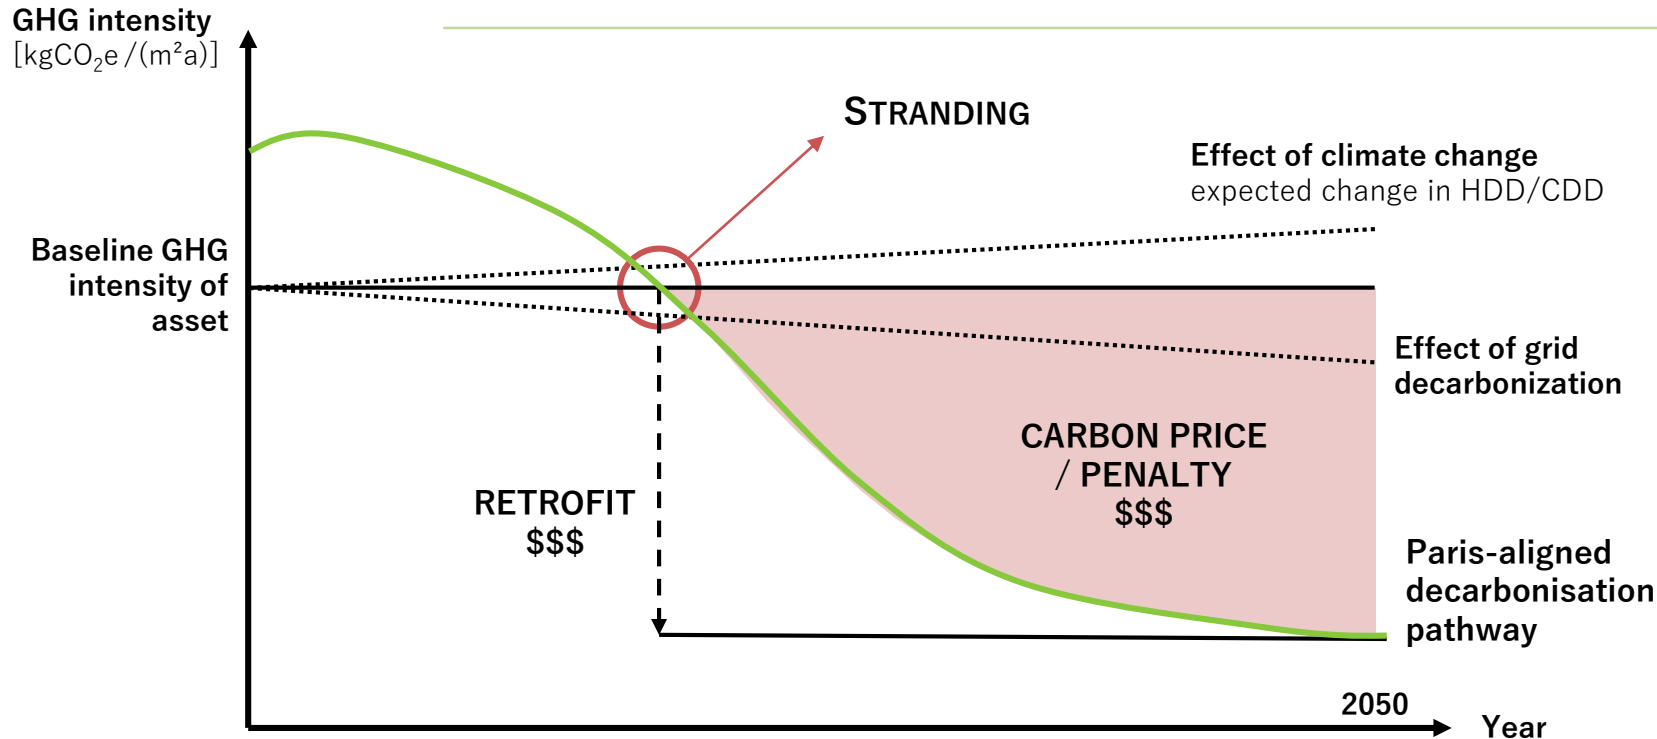 GHG intensity
[kgCO₂e/(m²a)]
STRANDING
Effect of climate change
expected change in HDD/CDD
Baseline GHG
intensity of
asset
Effect of grid
decarbonization
CARBON PRICE
/ PENALTY
$$$
RETROFIT
$$$
Paris-aligned
decarbonisation
pathway
2050
Year